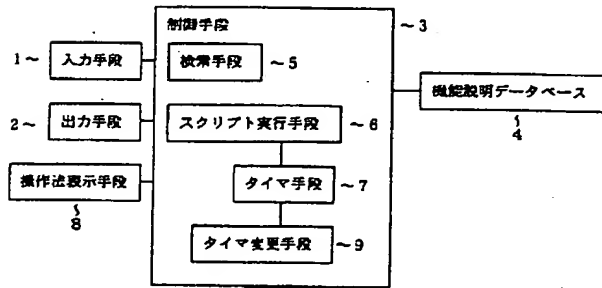 制御手段 ~3
1~ 入力手段
検索手段 ~5
機能説明データベース
4
2~ 出力手段
スクリプト実行手段 ~6
操作法表示手段
8
タイマ手段 ~7
タイマ変更手段 ~9